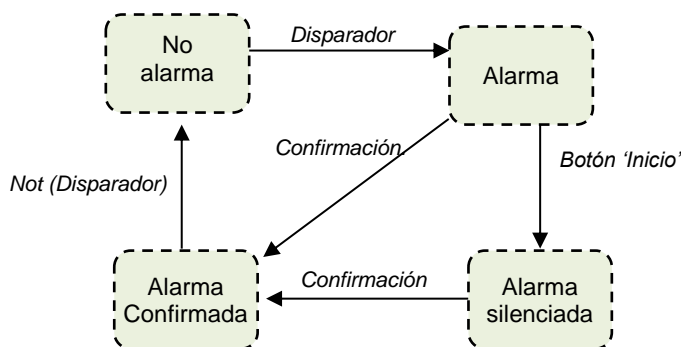 No
alarma
Disparador
Alarma
Confirmación.
Botón ‘Inicio’
Not (Disparador)
Alarma
Confirmada
Confirmación
Alarma
silenciada